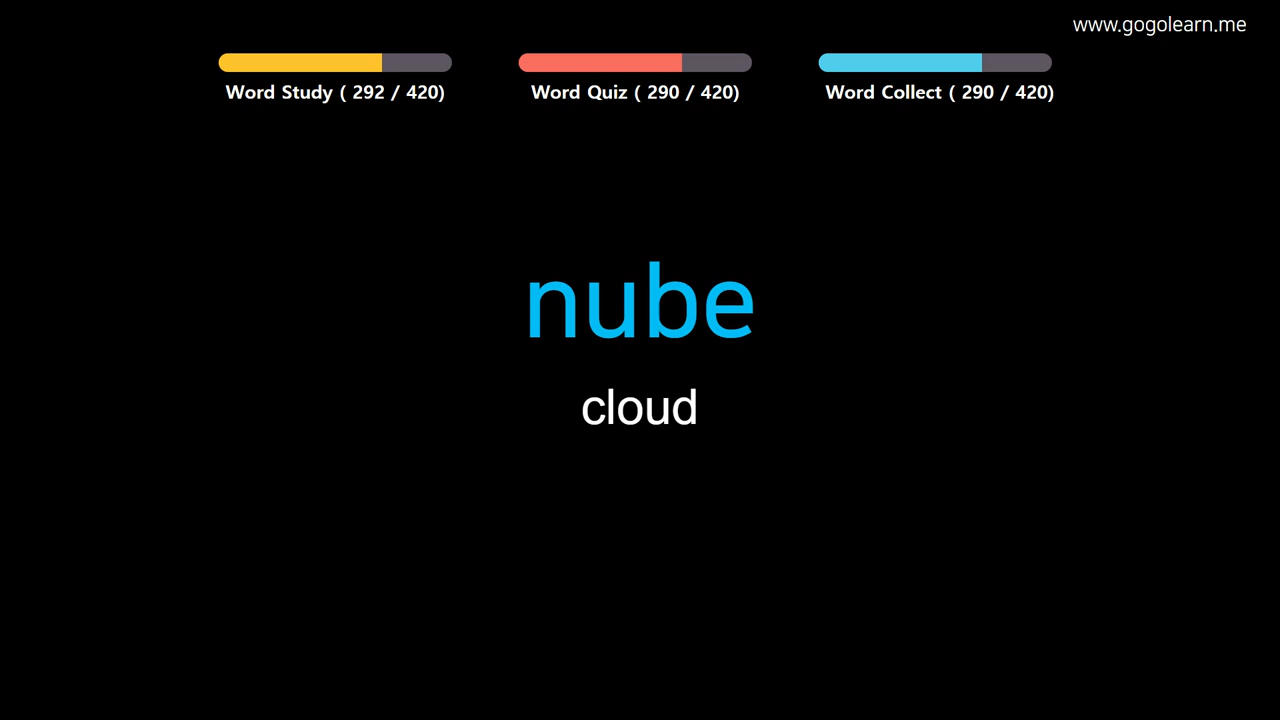 www.gogolearn.me
Word Study ( 292 / 420)
Word Quiz ( 290 / 420)
Word Collect ( 290 / 420)
nube
cloud